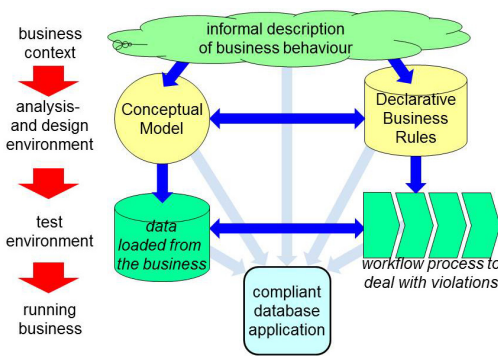 business
context
informal description
of business behaviour
analysis-
and design
environment
Conceptual
Model
Declarative
Business
Rules
test
environment
data
loaded from
the business
workflow process to
deal with violations
running
business
compliant
database
application